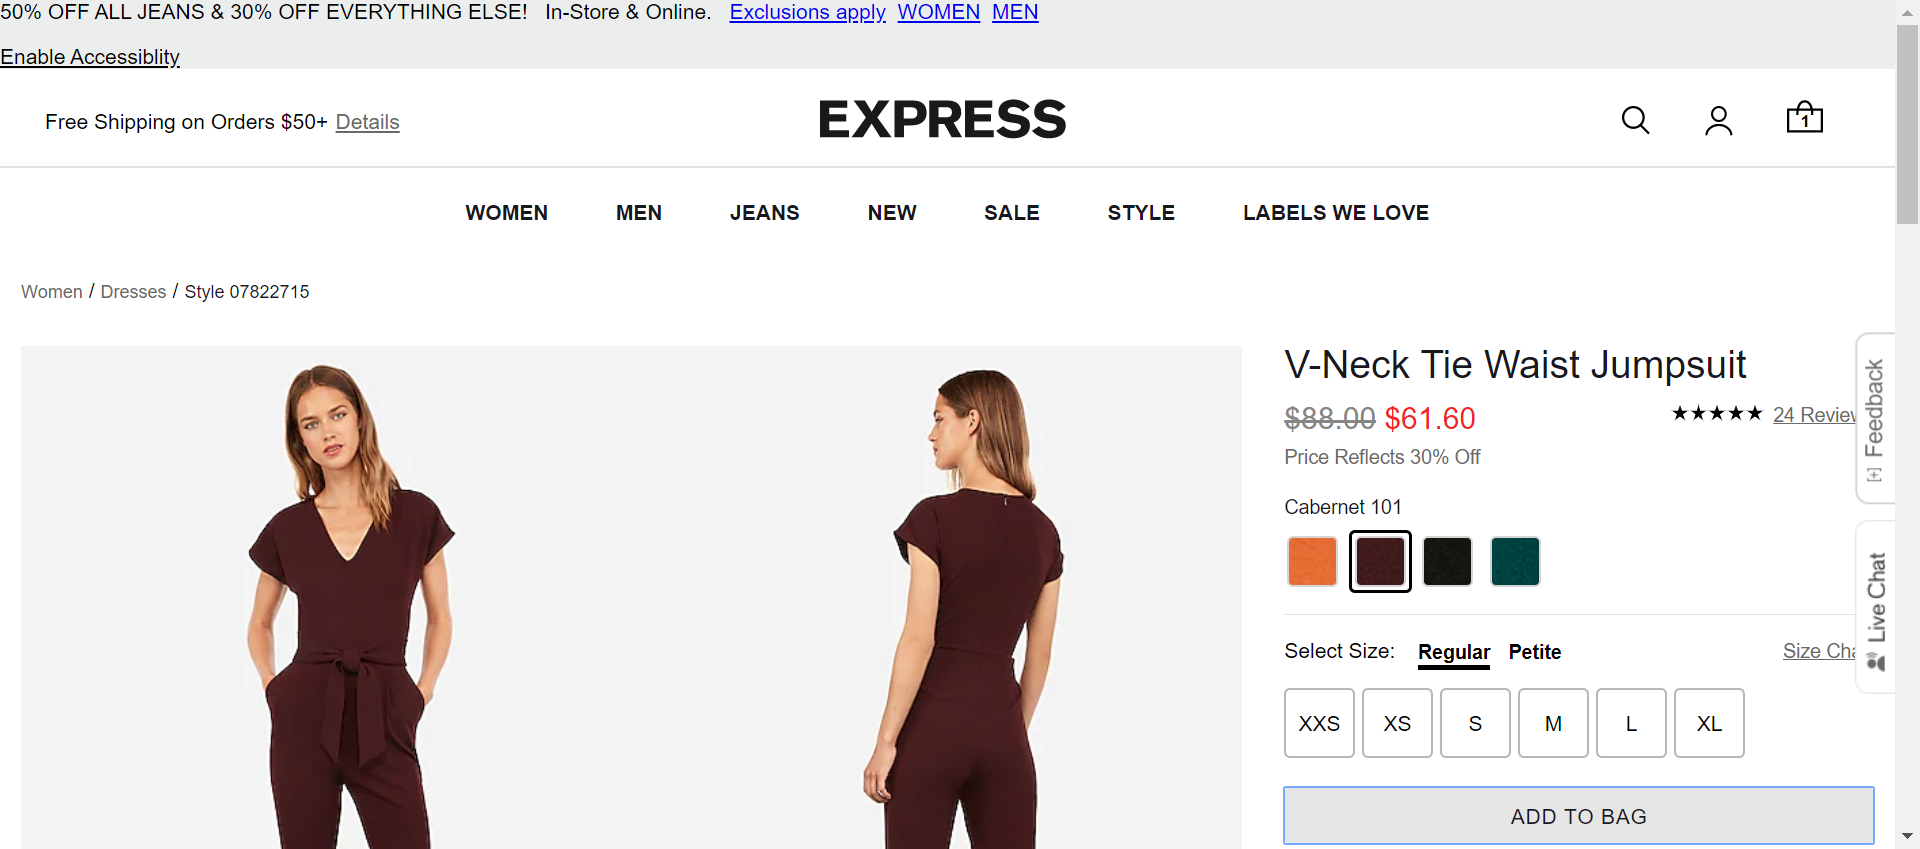 50% OFF ALL JEANS & 30% OFF EVERYTHING ELSE! In-Store & Online. Exclusions apply WOMEN MEN
Enable Accessiblity
Free Shipping on Orders $50+ Details
EXPRESS
1
WOMEN MEN JEANS NEW SALE STYLE LABELS WE LOVE
Women / Dresses / Style 07822715
V-Neck Tie Waist Jumpsuit
$88.00 $61.60
24 Review
Price Reflects 30% Off
Cabernet 101
Select Size: Regular Petite
Size Cha
XXS XS S M L XL
ADD TO BAG
[+] Feedback
Live Chat